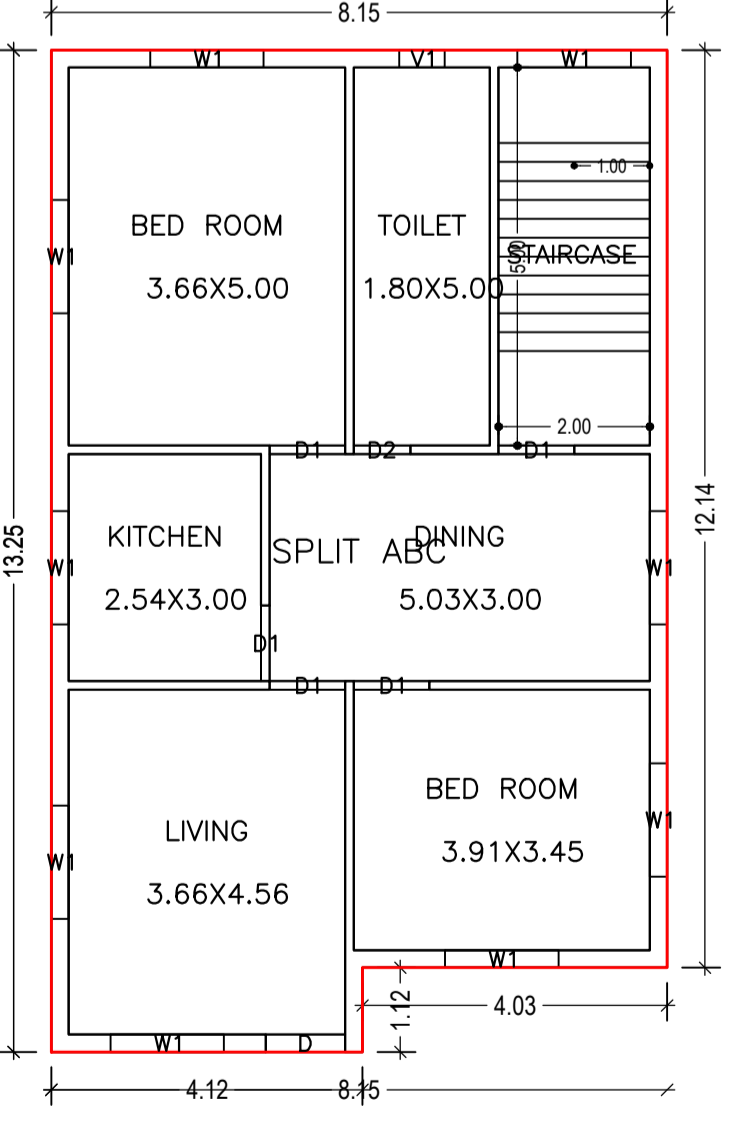 8.15
W1
V1
W1
1.00
BED ROOM
3.66X5.00
TOILET
1.80X5.00
STAIRCASE
5.00
W1
2.00
D1
D2
D1
13.25
12.14
KITCHEN
2.54X3.00
SPLIT ABC
DINING
5.03X3.00
W1
W1
D1
D1
D1
LIVING
3.66X4.56
BED ROOM
3.91X3.45
W1
W1
W1
1.12
4.03
W1
D
4.12
8.15